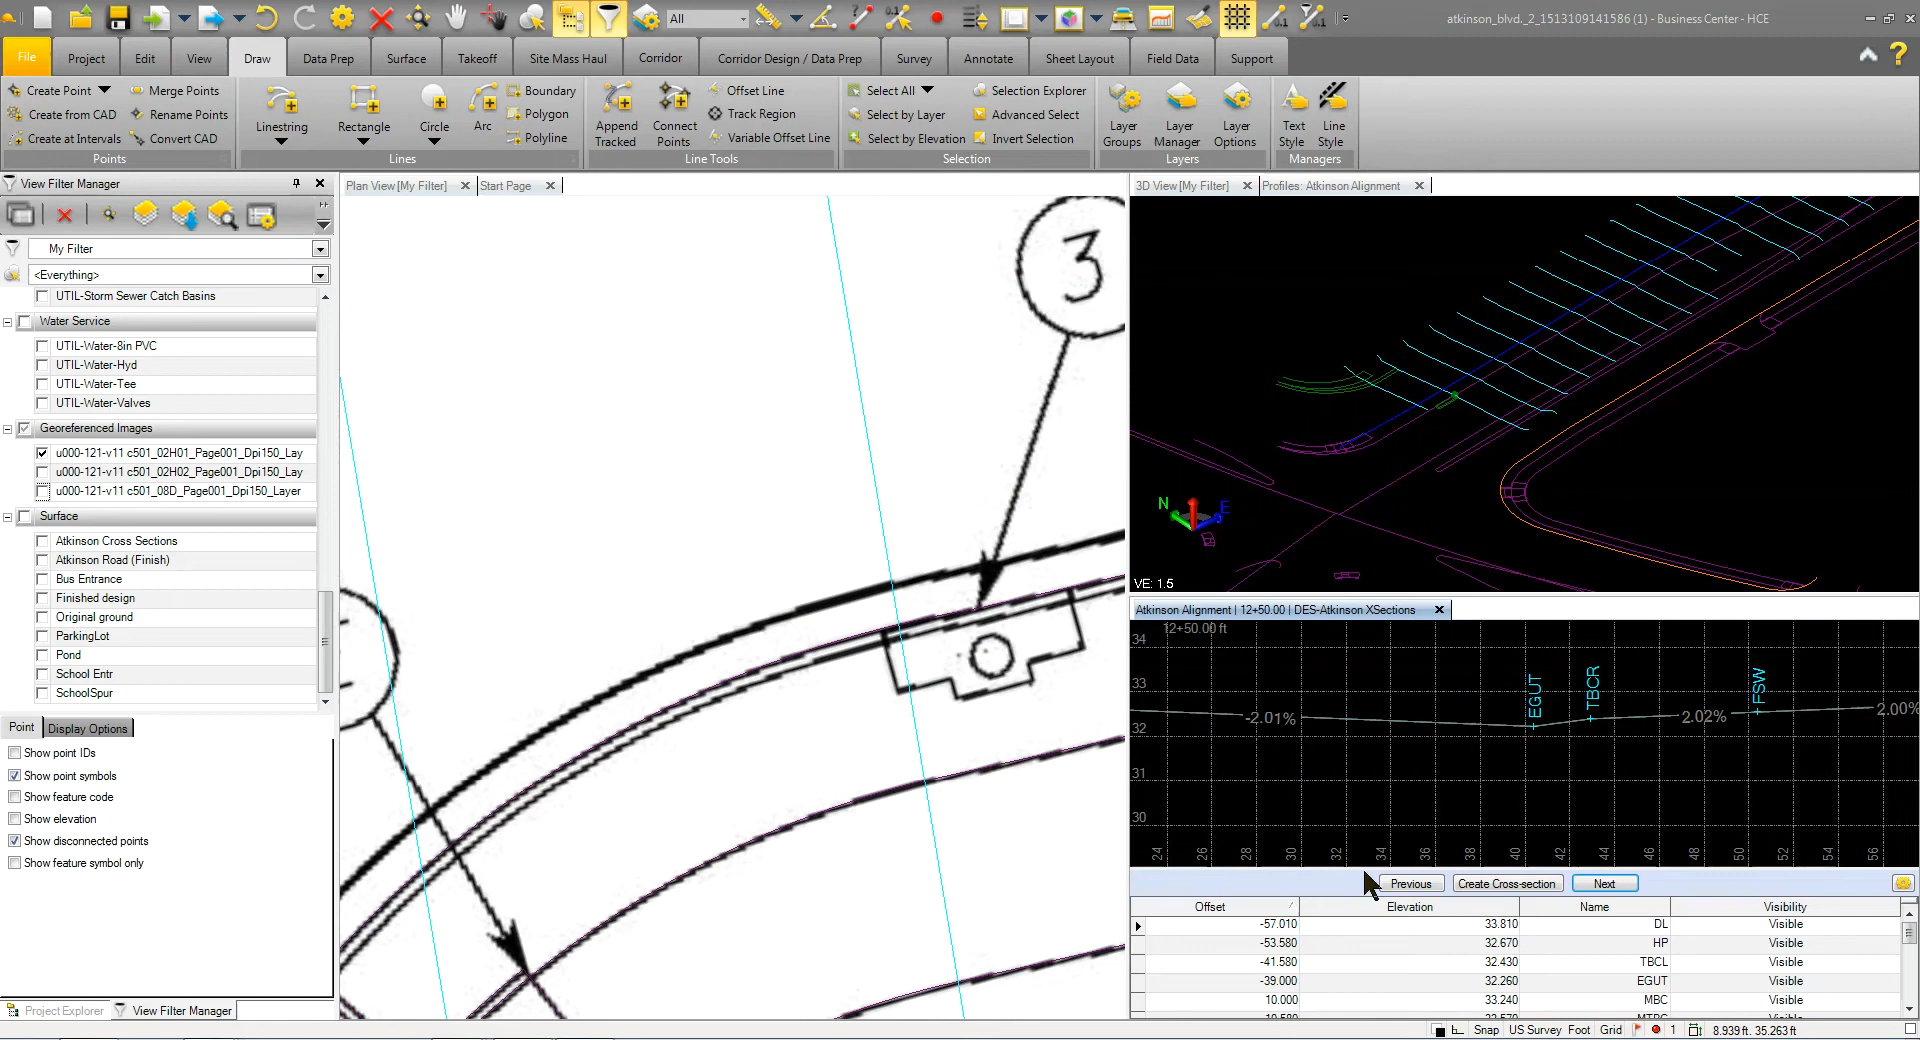 All
atkinson_blvd._2_1513109141586 (1) - Business Center - HCE
File
Project
Edit
View
Draw
Data Prep
Surface
Takeoff
Site Mass Haul
Corridor
Corridor Design / Data Prep
Survey
Annotate
Sheet Layout
Field Data
Support
Create Point
Merge Points
Create from CAD
Rename Points
Create at Intervals
Convert CAD
Points
Linestring
Rectangle
Circle
Arc
Boundary
Polygon
Polyline
Lines
Append Tracked
Connect Points
Offset Line
Track Region
Variable Offset Line
Line Tools
Select All
Select by Layer
Select by Elevation
Selection Explorer
Advanced Select
Invert Selection
Selection
Layer Groups
Layer Manager
Layer Options
Layers
Text Style
Line Style
Managers
View Filter Manager
My Filter
<Everything>
UTIL-Storm Sewer Catch Basins
Water Service
UTIL-Water-8in PVC
UTIL-Water-Hyd
UTIL-Water-Tee
UTIL-Water-Valves
Georeferenced Images
u000-121-v11 c501_02H01_Page001_Dpi150_Lay
u000-121-v11 c501_02H02_Page001_Dpi150_Lay
u000-121-v11 c501_08D_Page001_Dpi150_Layer
Surface
Atkinson Cross Sections
Atkinson Road (Finish)
Bus Entrance
Finished design
Original ground
ParkingLot
Pond
School Entr
SchoolSpur
Point
Display Options
Show point IDs
Show point symbols
Show feature code
Show elevation
Show disconnected points
Show feature symbol only
Project Explorer
View Filter Manager
Plan View[My Filter]
Start Page
3
3D View[My Filter]
Profiles: Atkinson Alignment
N
E
VE: 1.5
Atkinson Alignment | 12+50.00 | DES-Atkinson XSections
12+50.00 ft
34
33
32
31
30
-2.01%
EGUT
TBCR
2.02%
FSW
2.00%
24 26 28 30 32 34 36 38 40 42 44 46 48 50 52 54 56
Previous
Create Cross-section
Next
Offset Elevation Name Visibility
-57.010 33.810 DL Visible
-53.580 32.670 HP Visible
-41.580 32.430 TBCL Visible
-39.000 32.260 EGUT Visible
10.000 33.240 MBC Visible
Snap US Survey Foot Grid 1 8.939 ft. 35.263 ft